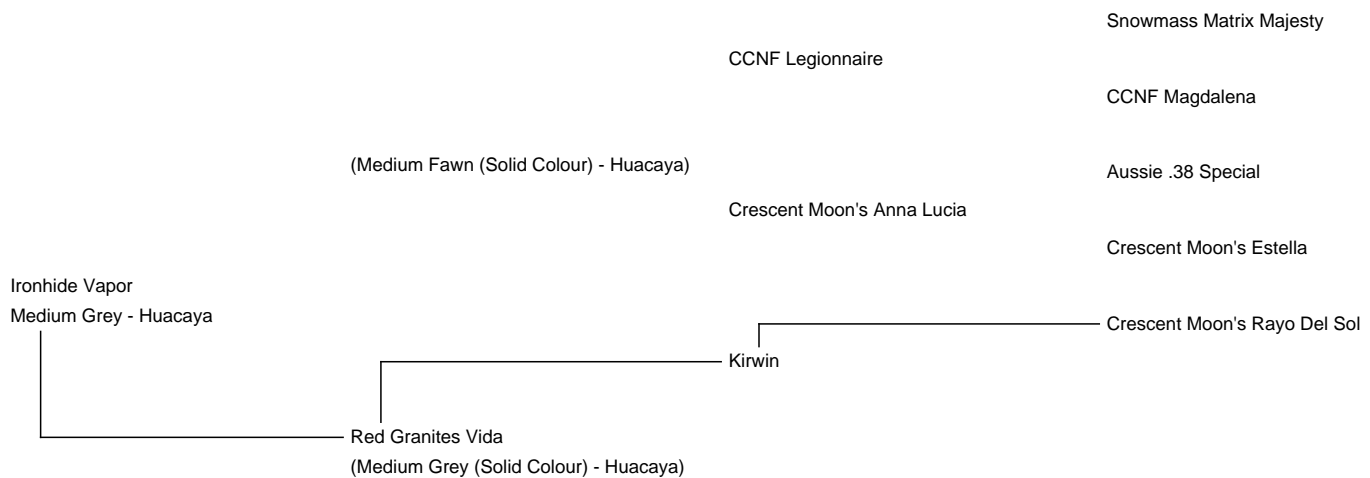 Snowmass Matrix Majesty
CCNF Legionnaire
CCNF Magdalena
(Medium Fawn (Solid Colour) - Huacaya)
Aussie .38 Special
Crescent Moon's Anna Lucia
Crescent Moon's Estella
Ironhide Vapor
Medium Grey - Huacaya
Crescent Moon's Rayo Del Sol
Kirwin
Red Granites Vida
(Medium Grey (Solid Colour) - Huacaya)